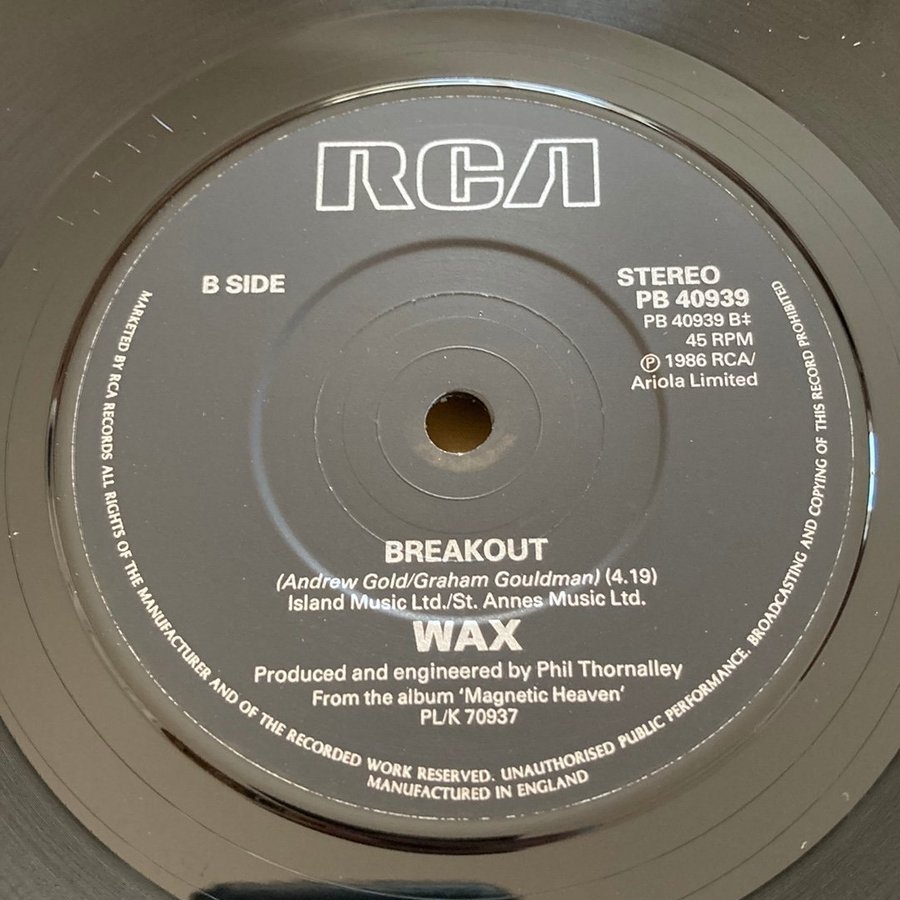 RCA
B SIDE
STEREO
PB 40939
PB 40939 B‡
45 RPM
℗ 1986 RCA/
Ariola Limited
BREAKOUT
(Andrew Gold/Graham Gouldman) (4.19)
Island Music Ltd./St. Annes Music Ltd.
WAX
Produced and engineered by Phil Thornalley
From the album ‘Magnetic Heaven’
PL/K 70937
MARKETED BY RCA RECORDS ALL RIGHTS OF THE MANUFACTURER AND OF THE RECORDED WORK RESERVED. UNAUTHORISED PUBLIC PERFORMANCE, BROADCASTING AND COPYING OF THIS RECORD PROHIBITED
MANUFACTURED IN ENGLAND